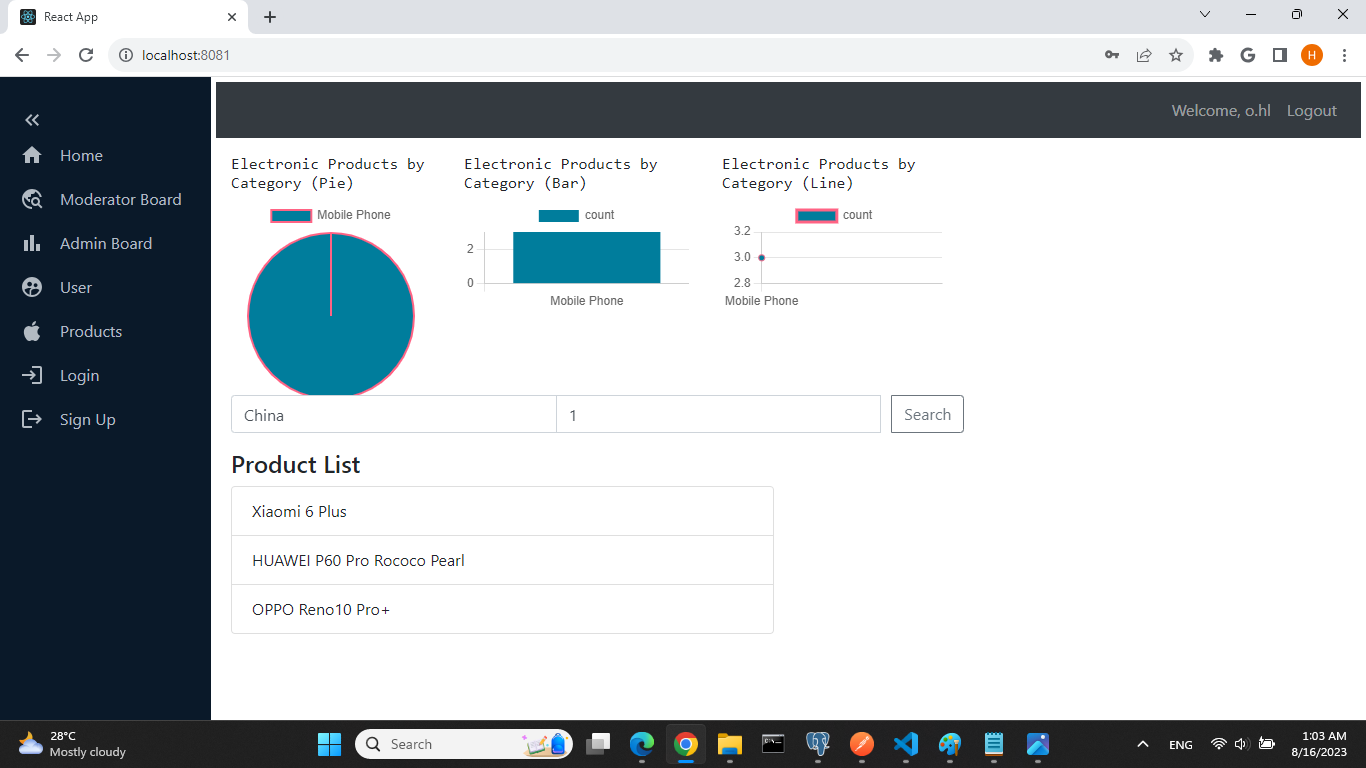 React App
localhost:8081
H
Welcome, o.hl Logout
Home
Moderator Board
Admin Board
User
Products
Login
Sign Up
Electronic Products by
Category (Pie)
Mobile Phone
Electronic Products by
Category (Bar)
count
2
0
Mobile Phone
Electronic Products by
Category (Line)
count
3.2
3.0
2.8
Mobile Phone
China 1 Search
Product List
Xiaomi 6 Plus
HUAWEI P60 Pro Rococo Pearl
OPPO Reno10 Pro+
28°C
Mostly cloudy
Search
ENG
1:03 AM
8/16/2023